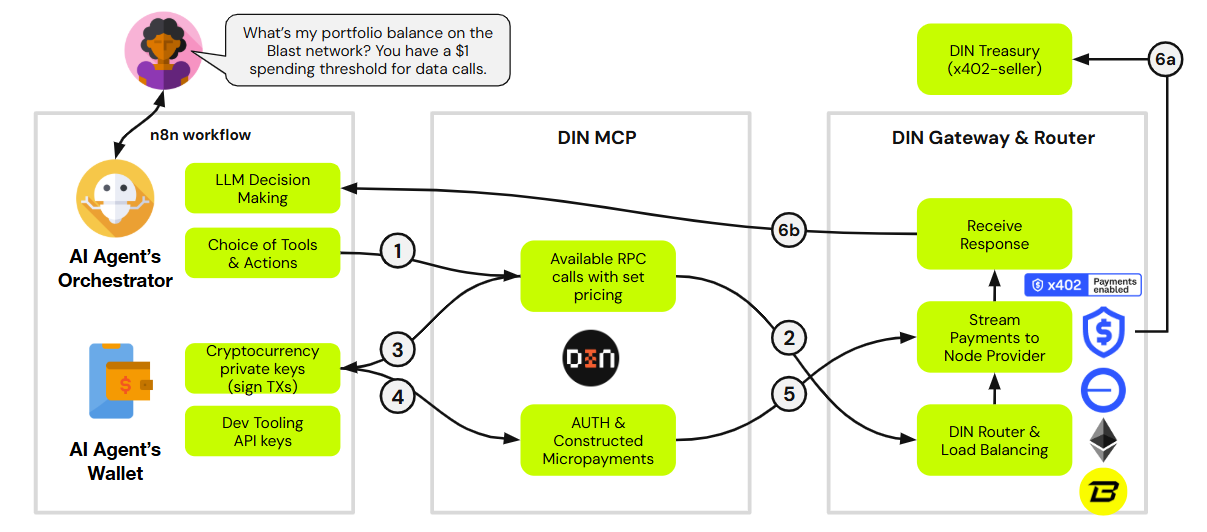 What's my portfolio balance on the
Blast network? You have a $1
spending threshold for data calls.
DIN Treasury
(x402-seller)
6a
n8n workflow
DIN MCP
DIN Gateway & Router
LLM Decision
Making
Choice of Tools
& Actions
AI Agent's
Orchestrator
1
6b
Available RPC
calls with set
pricing
Receive
Response
x402
Payments
enabled
Cryptocurrency
private keys
(sign TXs)
3
4
DIN
2
5
Stream
Payments to
Node Provider
$
$
Dev Tooling
API keys
AI Agent's
Wallet
AUTH &
Constructed
Micropayments
DIN Router &
Load Balancing